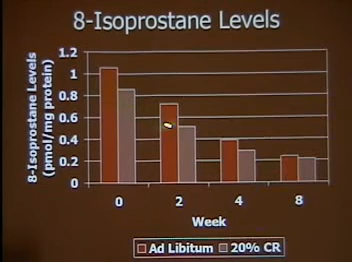 8-Isoprostane Levels
8-Isoprostane Levels
(pmol/mg protein)
1.2
1
0.8
0.6
0.4
0.2
0
0 2 4 8
Week
Ad Libitum 20% CR